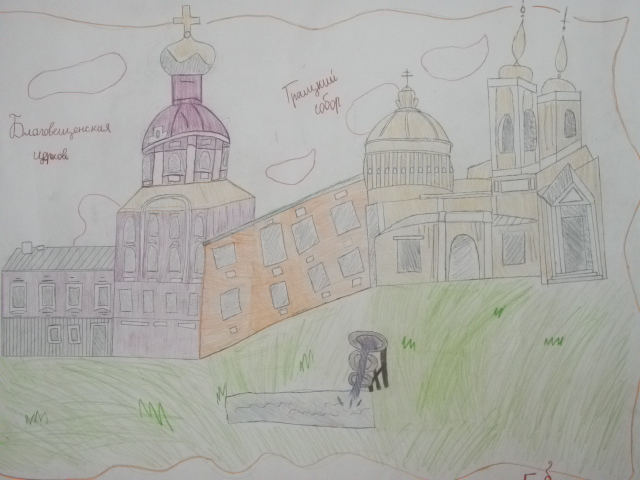 Благовещенская
церковь
Троицкий
собор